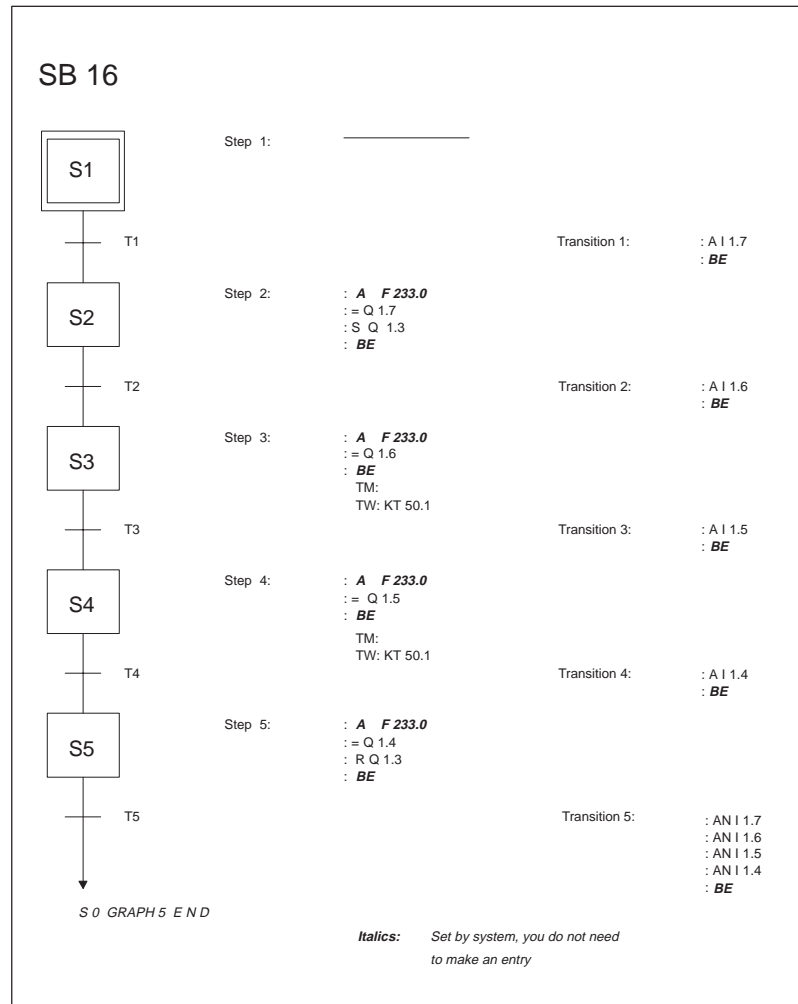 SB 16
S1
Step 1:
T1
Transition 1: : A I 1.7
: BE
S2
Step 2: : A F 233.0
: = Q 1.7
: S Q 1.3
: BE
T2
Transition 2: : A I 1.6
: BE
S3
Step 3: : A F 233.0
: = Q 1.6
: BE
TM:
TW: KT 50.1
T3
Transition 3: : A I 1.5
: BE
S4
Step 4: : A F 233.0
: = Q 1.5
: BE
TM:
TW: KT 50.1
T4
Transition 4: : A I 1.4
: BE
S5
Step 5: : A F 233.0
: = Q 1.4
: R Q 1.3
: BE
T5
Transition 5: : AN I 1.7
: AN I 1.6
: AN I 1.5
: AN I 1.4
: BE
S 0 GRAPH 5 E N D
Italics: Set by system, you do not need
to make an entry